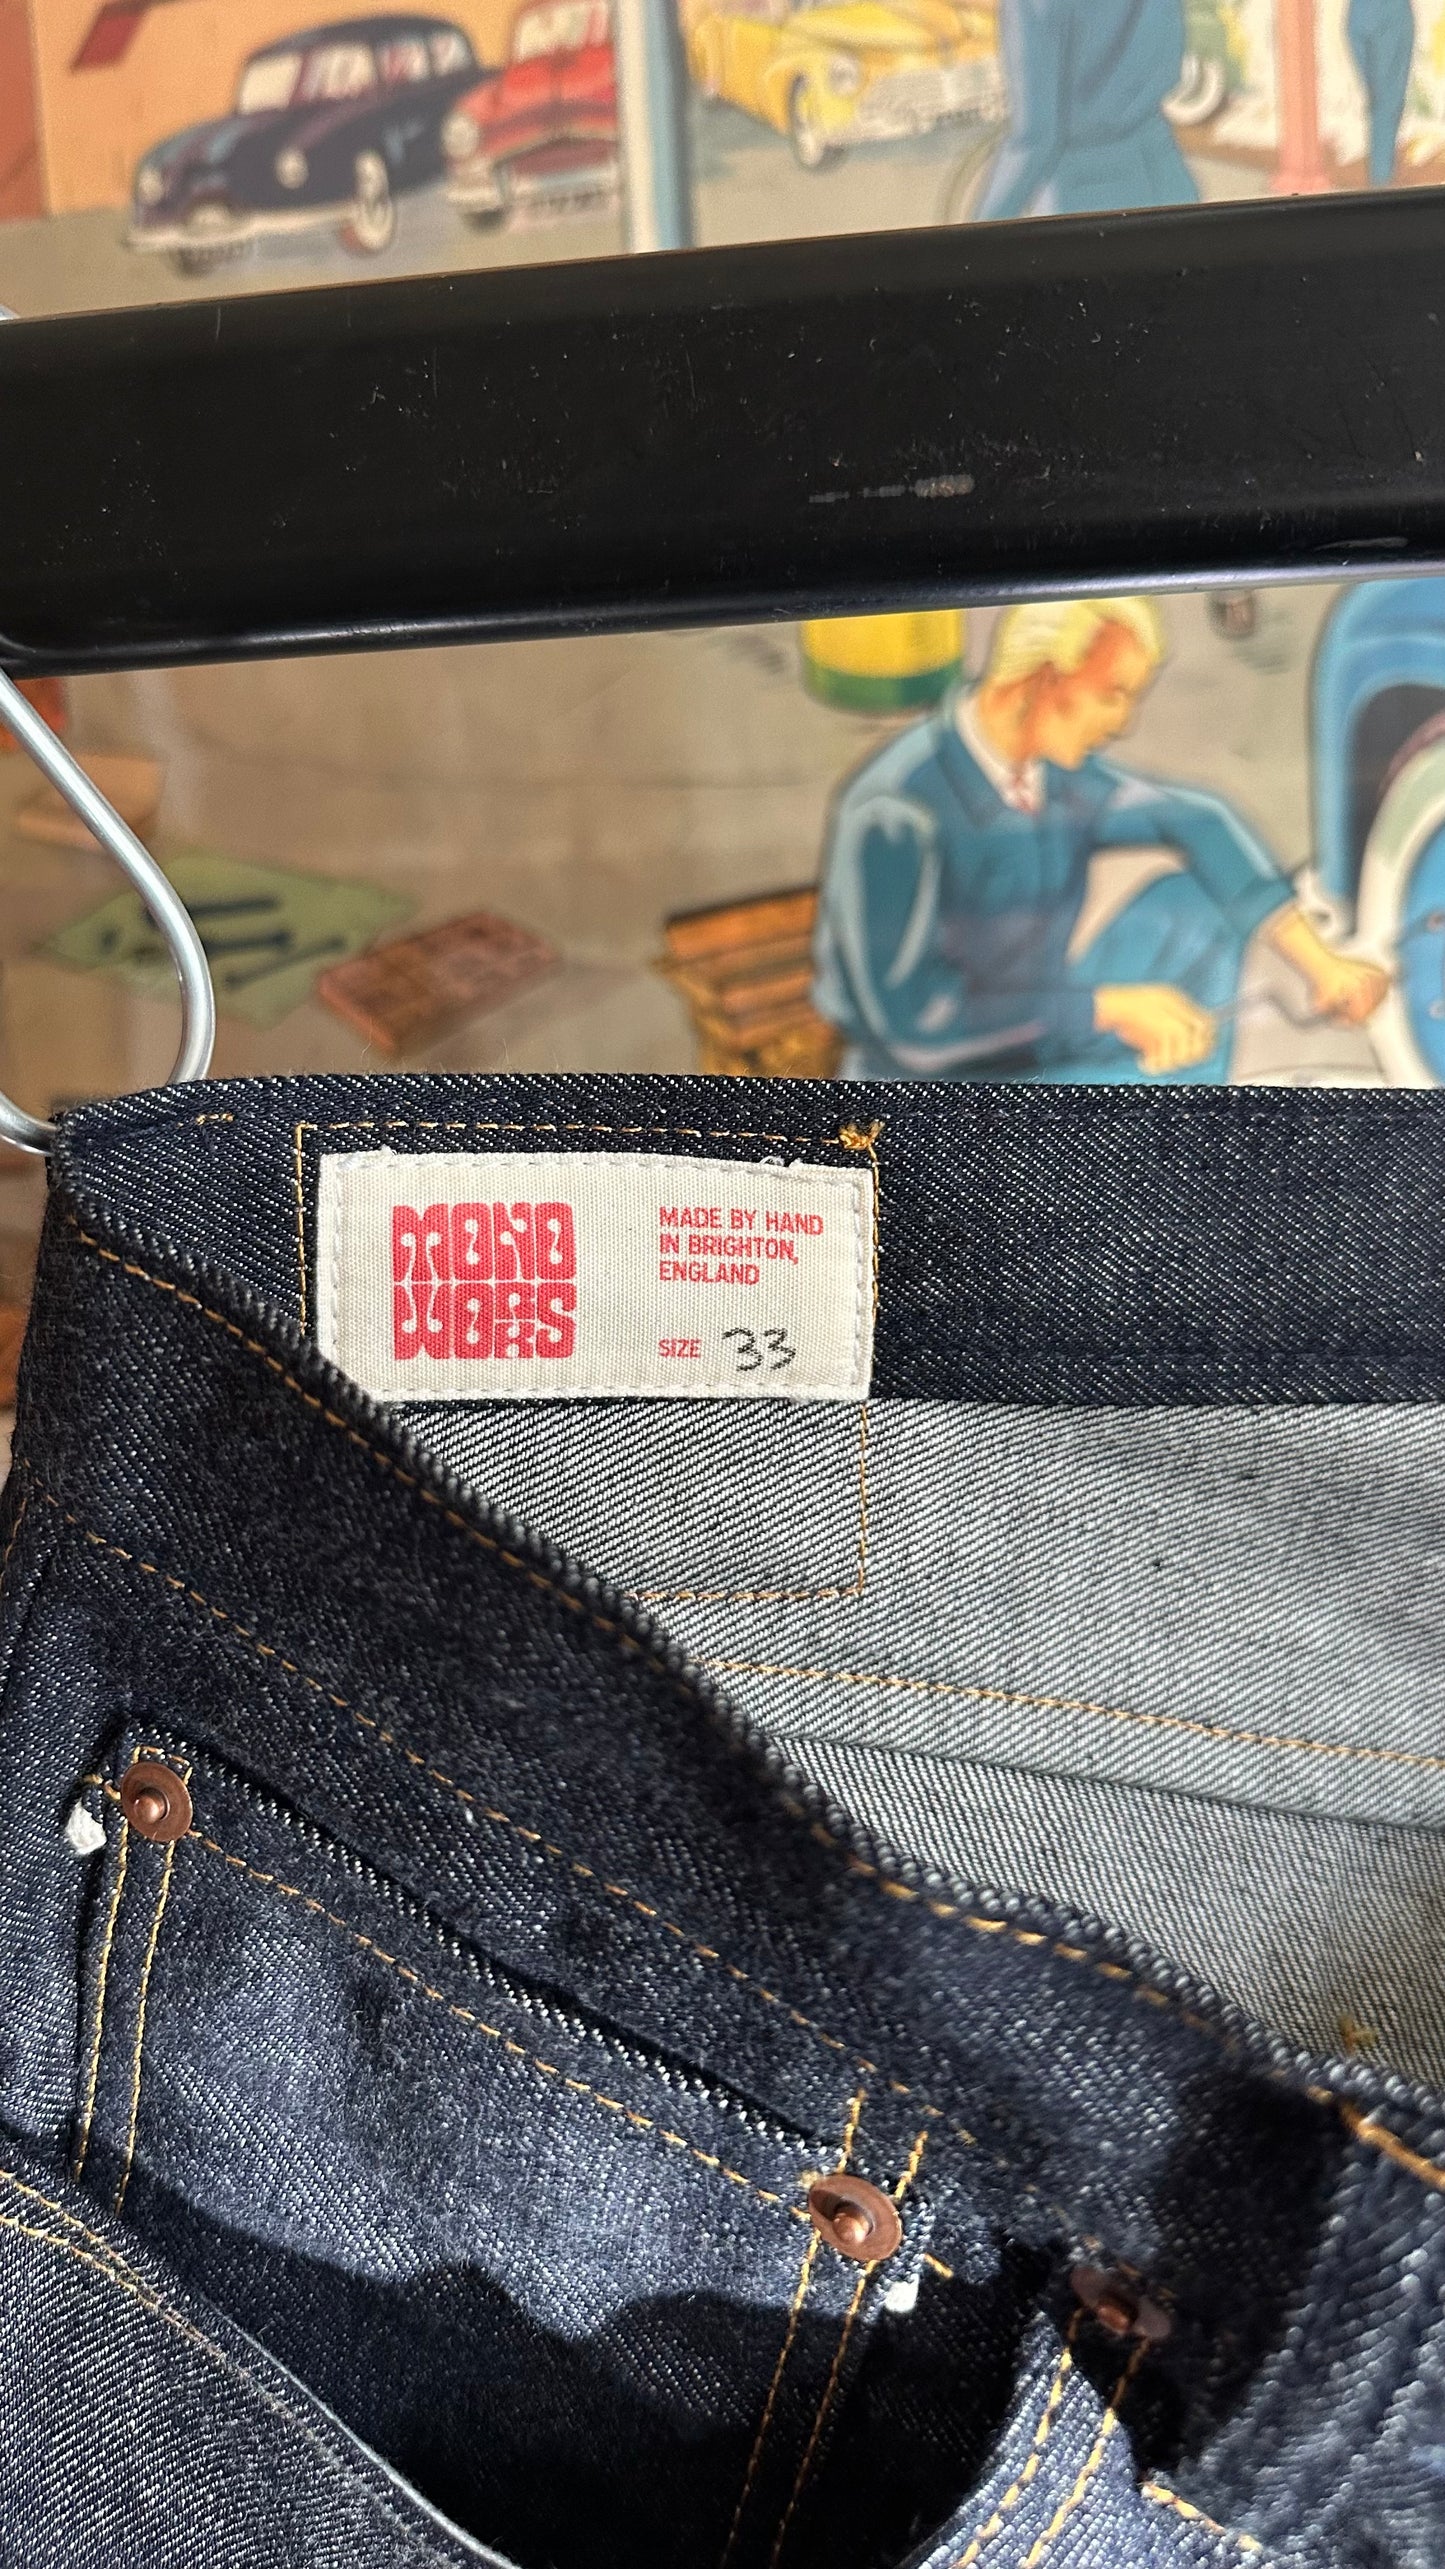 MONO
WORKS
MADE BY HAND
IN BRIGHTON,
ENGLAND
SIZE 33